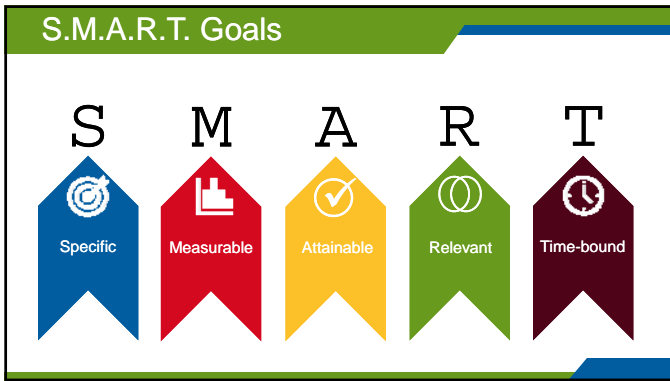 S.M.A.R.T. Goals
S M A R T
Specific Measurable Attainable Relevant Time-bound